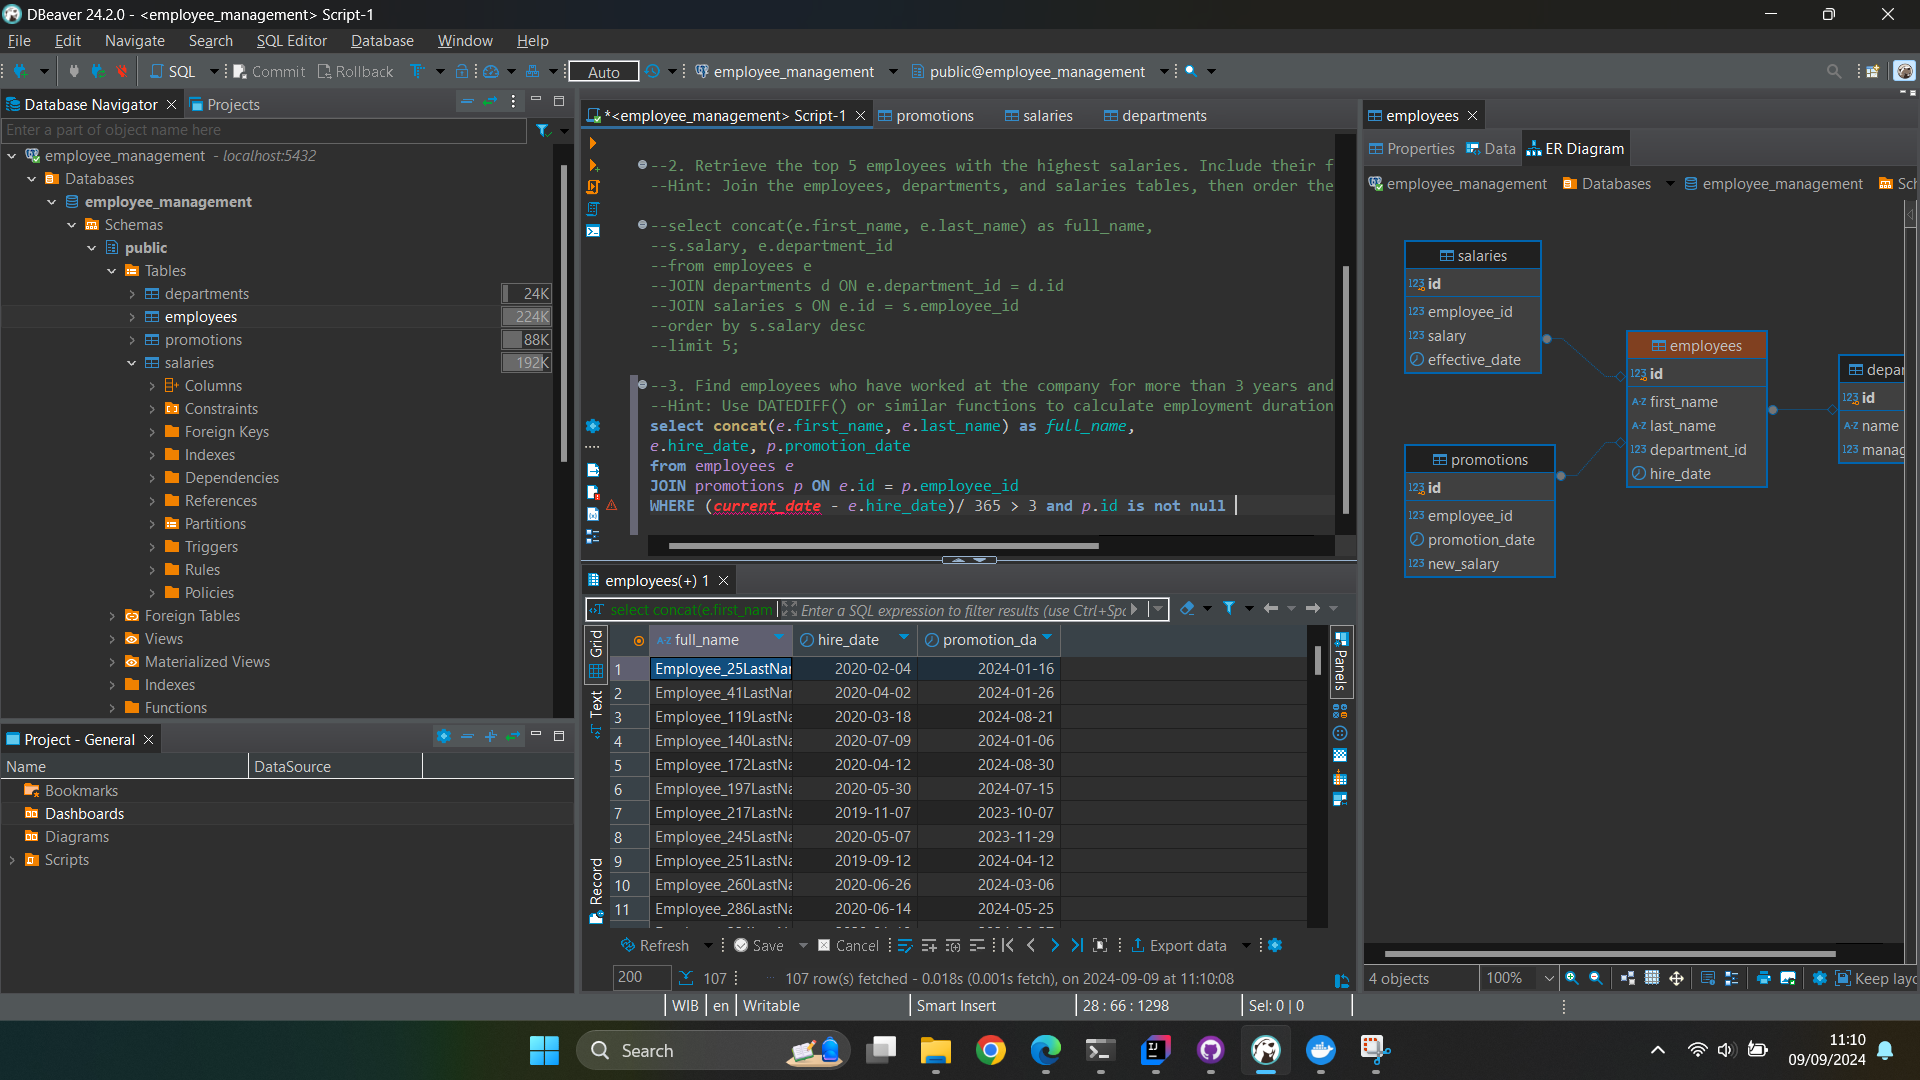 DBeaver 24.2.0 - <employee_management> Script-1
File Edit Navigate Search SQL Editor Database Window Help
SQL Commit Rollback Auto employee_management public@employee_management
Database Navigator Projects
Enter a part of object name here
employee_management - localhost:5432
Databases
employee_management
Schemas
public
Tables
departments 24K
employees 224K
promotions 88K
salaries 192K
Columns
Constraints
Foreign Keys
Indexes
Dependencies
References
Partitions
Triggers
Rules
Policies
Foreign Tables
Views
Materialized Views
Indexes
Functions
Project - General
Name DataSource
Bookmarks
Dashboards
Diagrams
Scripts
*<employee_management> Script-1 promotions salaries departments
--2. Retrieve the top 5 employees with the highest salaries. Include their f
--Hint: Join the employees, departments, and salaries tables, then order the
--select concat(e.first_name, e.last_name) as full_name,
--s.salary, e.department_id
--from employees e
--JOIN departments d ON e.department_id = d.id
--JOIN salaries s ON e.id = s.employee_id
--order by s.salary desc
--limit 5;
--3. Find employees who have worked at the company for more than 3 years and
--Hint: Use DATEDIFF() or similar functions to calculate employment duration
select concat(e.first_name, e.last_name) as full_name,
e.hire_date, p.promotion_date
from employees e
JOIN promotions p ON e.id = p.employee_id
WHERE (current_date - e.hire_date)/ 365 > 3 and p.id is not null
employees(+) 1
select concat(e.first_nam Enter a SQL expression to filter results (use Ctrl+Spc
Grid
Text
Record
Panels
full_name hire_date promotion_da
1 Employee_25LastNar 2020-02-04 2024-01-16
2 Employee_41LastNar 2020-04-02 2024-01-26
3 Employee_119LastNa 2020-03-18 2024-08-21
4 Employee_140LastNa 2020-07-09 2024-01-06
5 Employee_172LastNa 2020-04-12 2024-08-30
6 Employee_197LastNa 2020-05-30 2024-07-15
7 Employee_217LastNa 2019-11-07 2023-10-07
8 Employee_245LastNa 2020-05-07 2023-11-29
9 Employee_251LastNa 2019-09-12 2024-04-12
10 Employee_260LastNa 2020-06-26 2024-03-06
11 Employee_286LastNa 2020-06-14 2024-05-25
Refresh Save Cancel Export data
200 107 107 row(s) fetched - 0.018s (0.001s fetch), on 2024-09-09 at 11:10:08
employees
Properties Data ER Diagram
employee_management Databases employee_management Sch
salaries
id
employee_id
salary
effective_date
promotions
id
employee_id
promotion_date
new_salary
employees
id
first_name
last_name
department_id
hire_date
depar
id
name
manag
4 objects 100% Keep layo
WIB en Writable Smart Insert 28 : 66 : 1298 Sel: 0 | 0
Search
11:10
09/09/2024